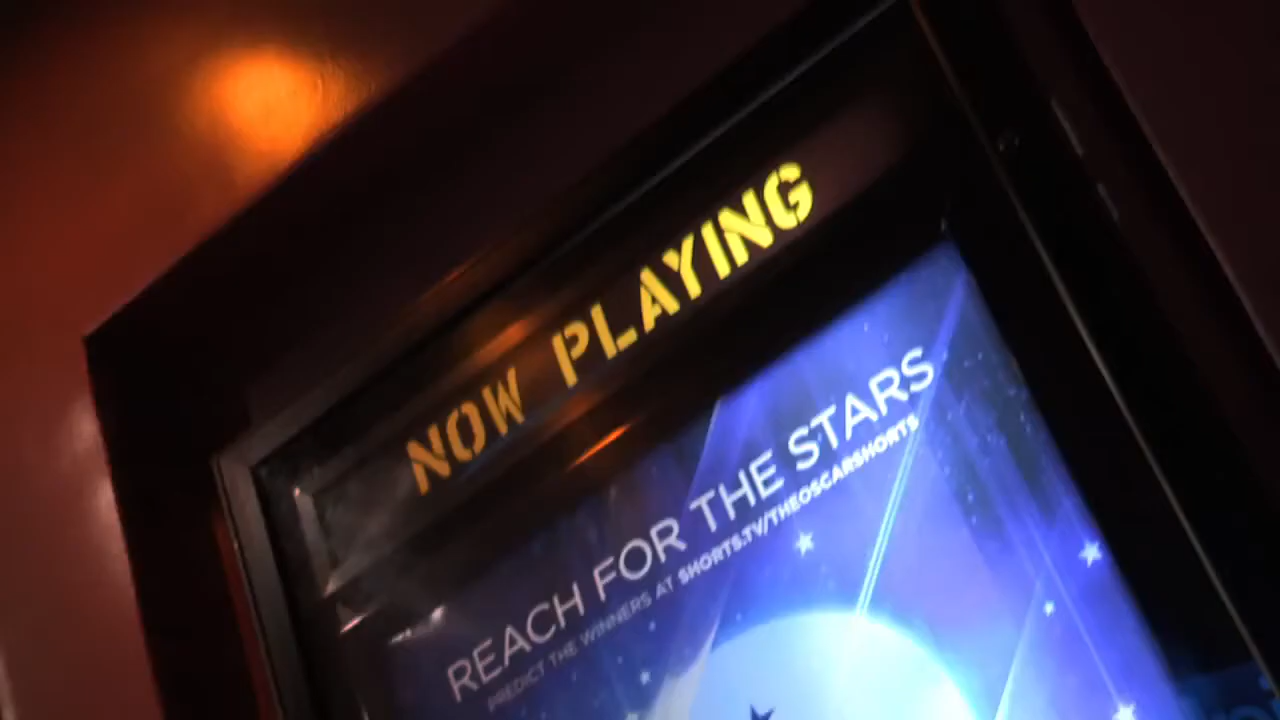 NOW PLAYING
REACH FOR THE STARS
PREDICT THE WINNERS AT SHORTS.TV/THEOSCARSHORTS